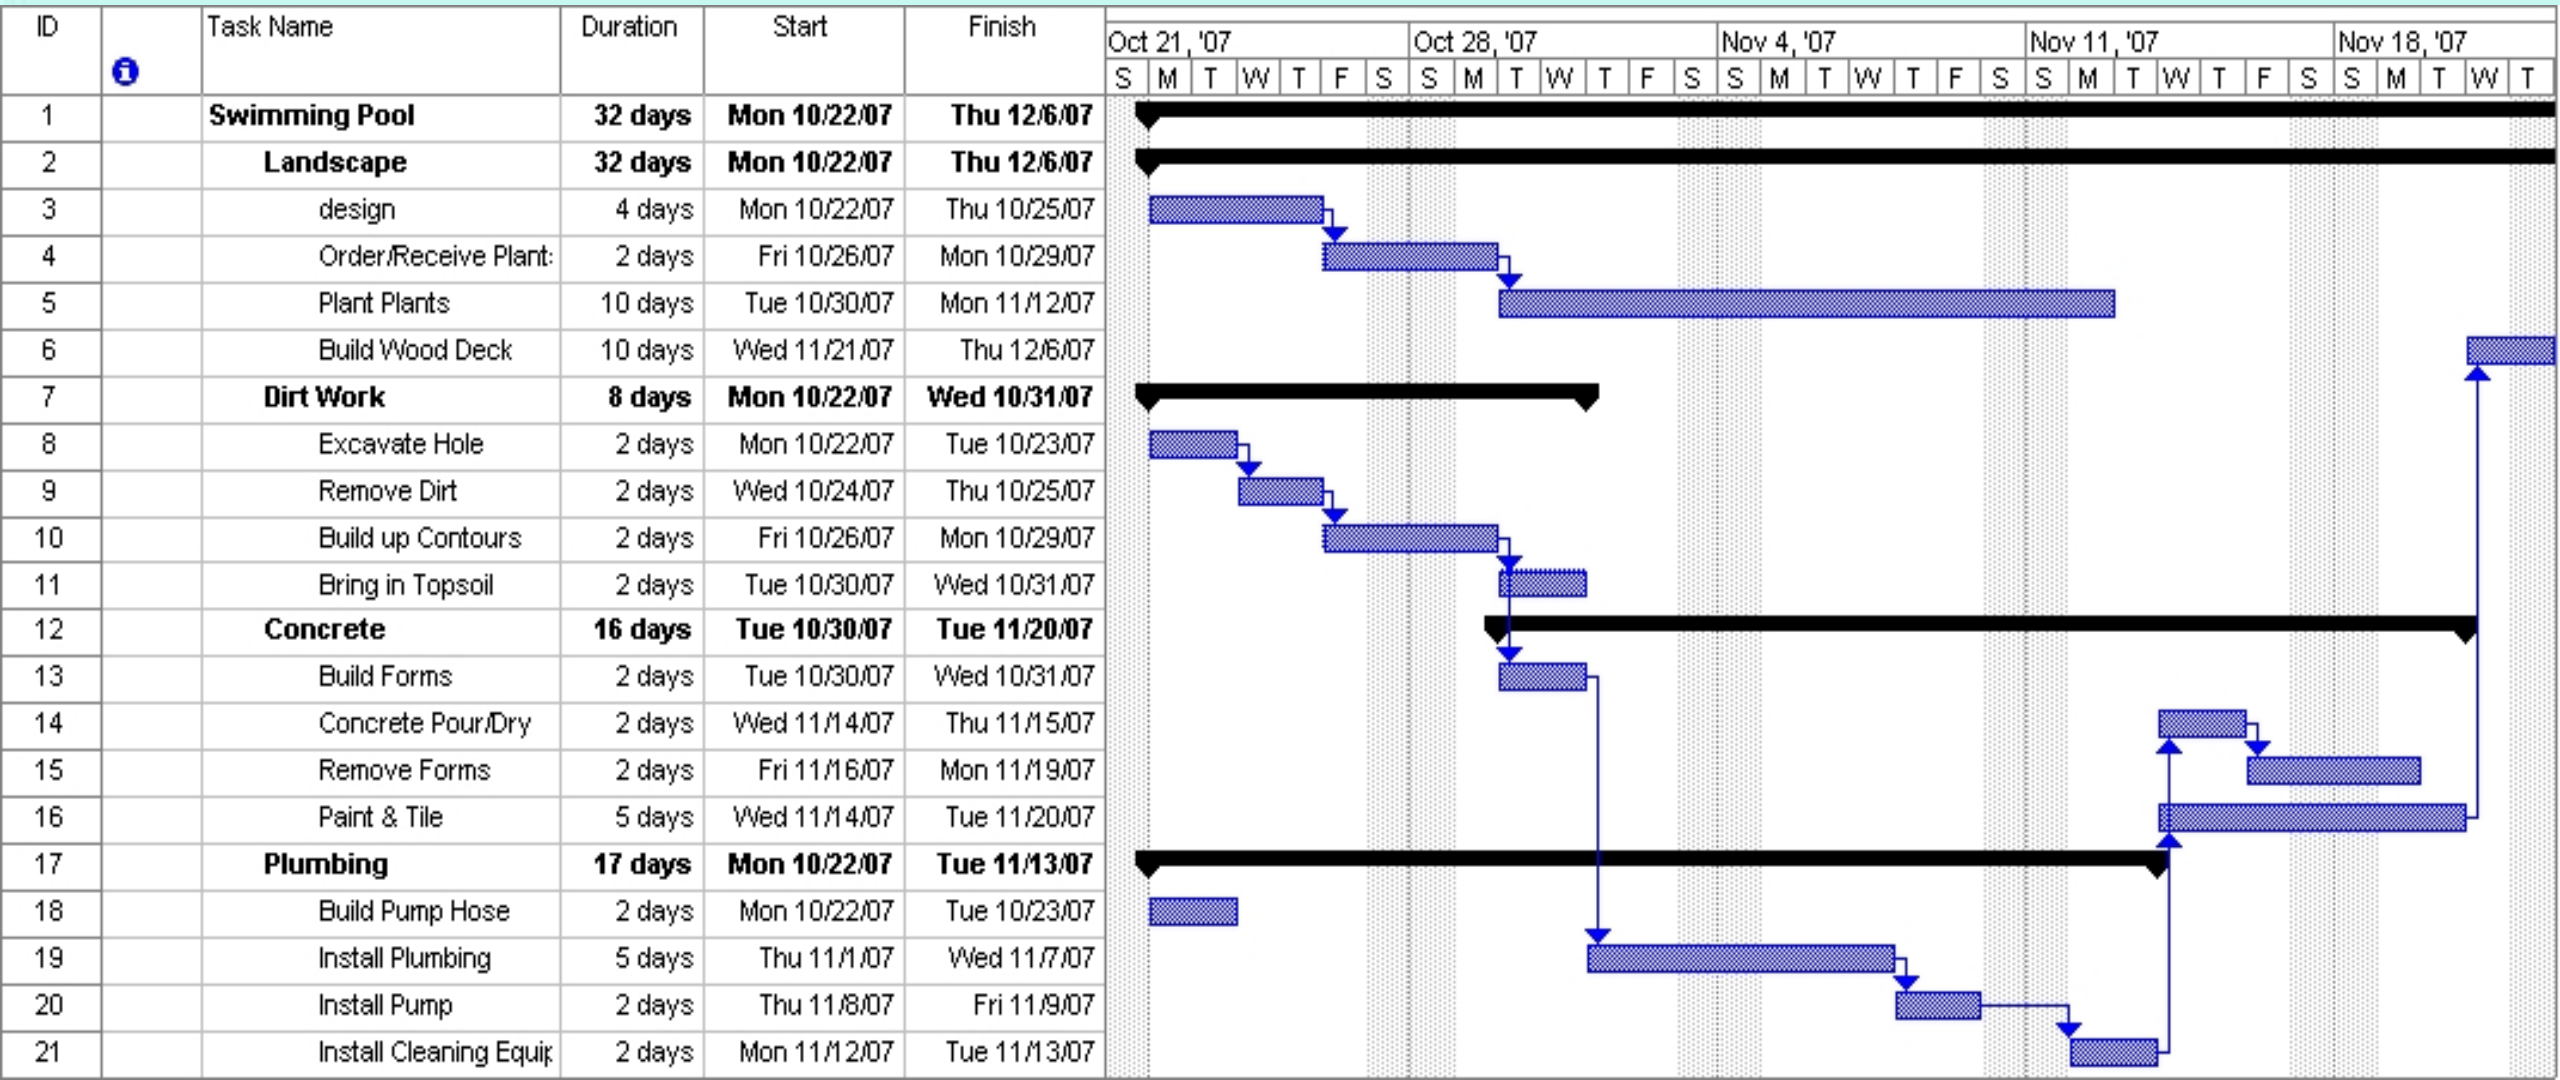 ID Task Name Duration Start Finish
Oct 21, '07 Oct 28, '07 Nov 4, '07 Nov 11, '07 Nov 18, '07
i S M T W T F S S M T W T F S S M T W T F S S M T W T F S S M T W T
1 Swimming Pool 32 days Mon 10/22/07 Thu 12/6/07
2 Landscape 32 days Mon 10/22/07 Thu 12/6/07
3 design 4 days Mon 10/22/07 Thu 10/25/07
4 Order/Receive Plant 2 days Fri 10/26/07 Mon 10/29/07
5 Plant Plants 10 days Tue 10/30/07 Mon 11/12/07
6 Build Wood Deck 10 days Wed 11/21/07 Thu 12/6/07
7 Dirt Work 8 days Mon 10/22/07 Wed 10/31/07
8 Excavate Hole 2 days Mon 10/22/07 Tue 10/23/07
9 Remove Dirt 2 days Wed 10/24/07 Thu 10/25/07
10 Build up Contours 2 days Fri 10/26/07 Mon 10/29/07
11 Bring in Topsoil 2 days Tue 10/30/07 Wed 10/31/07
12 Concrete 16 days Tue 10/30/07 Tue 11/20/07
13 Build Forms 2 days Tue 10/30/07 Wed 10/31/07
14 Concrete Pour/Dry 2 days Wed 11/14/07 Thu 11/15/07
15 Remove Forms 2 days Fri 11/16/07 Mon 11/19/07
16 Paint & Tile 5 days Wed 11/14/07 Tue 11/20/07
17 Plumbing 17 days Mon 10/22/07 Tue 11/13/07
18 Build Pump Hose 2 days Mon 10/22/07 Tue 10/23/07
19 Install Plumbing 5 days Thu 11/1/07 Wed 11/7/07
20 Install Pump 2 days Thu 11/8/07 Fri 11/9/07
21 Install Cleaning Equip 2 days Mon 11/12/07 Tue 11/13/07